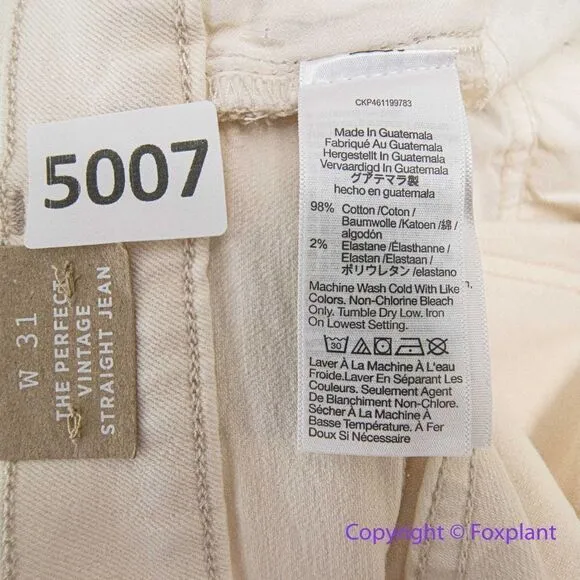 5007
W 31
THE PERFECT
VINTAGE
STRAIGHT JEAN
CKP461199783
Made In Guatemala
Fabriqué Au Guatemala
Hergestellt In Guatemala
Vervaardigd In Guatemala
グアテマラ製
hecho en guatemala
98% Cotton /Coton /
Baumwolle /Katoen /綿 /
algodón
2% Elastane /Élasthanne /
Elastan /Elastaan /
ポリウレタン /elastano
Machine Wash Cold With Like
Colors. Non-Chlorine Bleach
Only. Tumble Dry Low. Iron
On Lowest Setting.
30
Laver À La Machine À L'eau
Froide.Laver En Séparant Les
Couleurs. Seulement Agent
De Blanchiment Non-Chlore.
Sécher À La Machine À
Basse Température. À Fer
Doux Si Nécessaire
Copyright © Foxplant